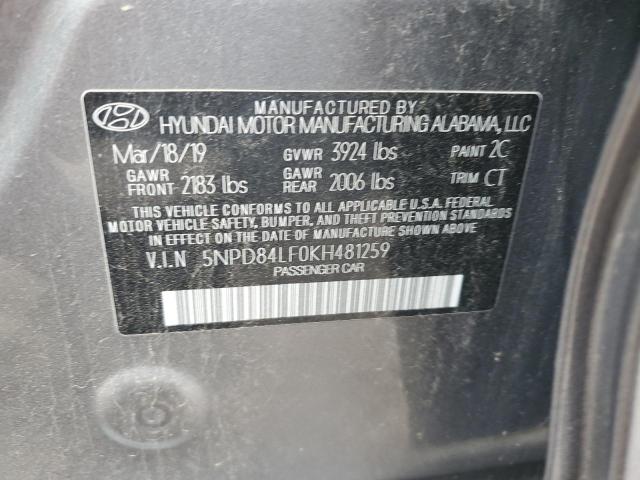 MANUFACTURED BY
HYUNDAI MOTOR MANUFACTURING ALABAMA, LLC
Mar/18/19 GVWR 3924 lbs PAINT 2C
GAWR FRONT 2183 lbs GAWR REAR 2006 lbs TRIM CT
THIS VEHICLE CONFORMS TO ALL APPLICABLE U.S.A. FEDERAL
MOTOR VEHICLE SAFETY, BUMPER, AND THEFT PREVENTION STANDARDS
IN EFFECT ON THE DATE OF MANUFACTURE SHOWN ABOVE.
V.I.N 5NPD84LF0KH481259
PASSENGER CAR